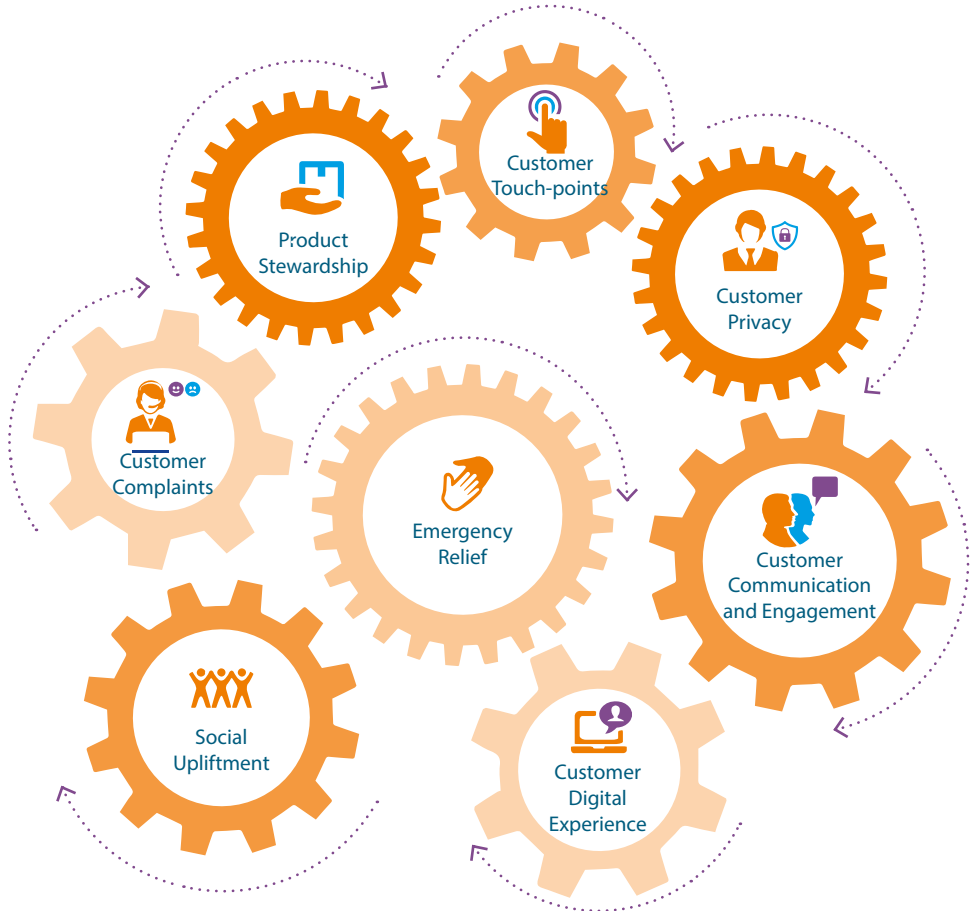 Customer
Touch-points
Product
Stewardship
Customer
Privacy
Customer
Complaints
Emergency
Relief
Customer
Communication
and Engagement
Social
Upliftment
Customer
Digital
Experience